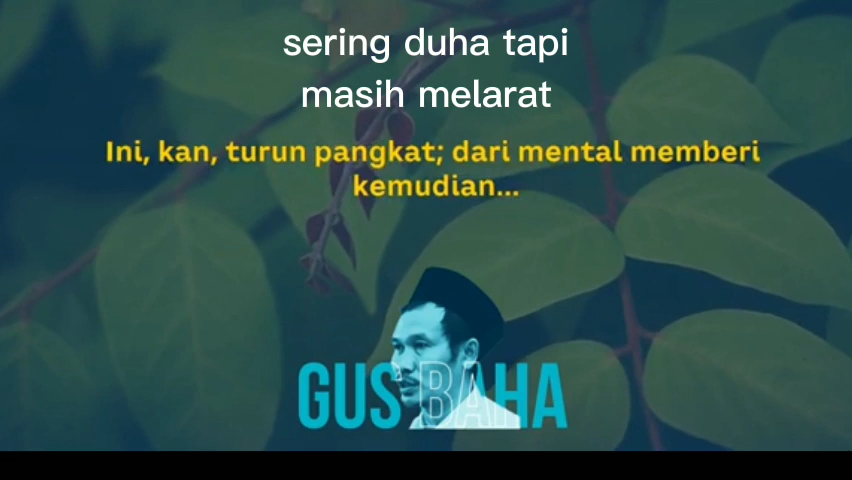 sering duha tapi
masih melarat
Ini, kan, turun pangkat; dari mental memberi
kemudian...
GUS BAHA